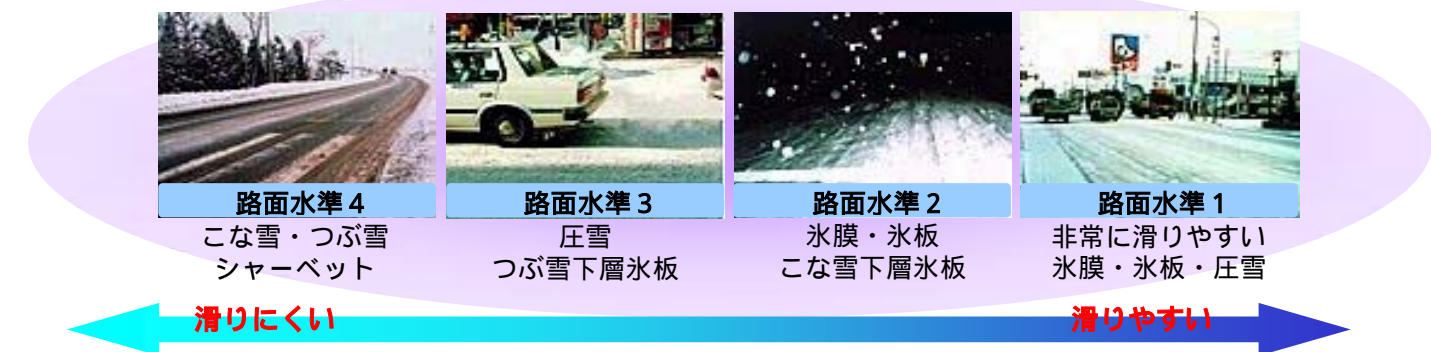 路面水準4
こな雪・つぶ雪
シャーベット
路面水準3
圧雪
つぶ雪下層氷板
路面水準2
氷膜・氷板
こな雪下層氷板
路面水準1
非常に滑りやすい
氷膜・氷板・圧雪
滑りにくい
滑りやすい